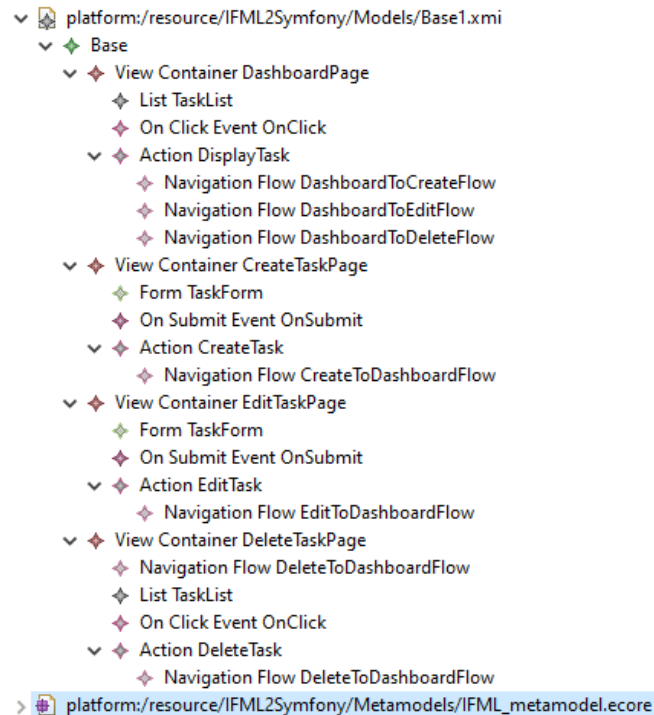 platform:/resource/IFML2Symfony/Models/Base1.xmi
Base
View Container DashboardPage
List TaskList
On Click Event OnClick
Action DisplayTask
Navigation Flow DashboardToCreateFlow
Navigation Flow DashboardToEditFlow
Navigation Flow DashboardToDeleteFlow
View Container CreateTaskPage
Form TaskForm
On Submit Event OnSubmit
Action CreateTask
Navigation Flow CreateToDashboardFlow
View Container EditTaskPage
Form TaskForm
On Submit Event OnSubmit
Action EditTask
Navigation Flow EditToDashboardFlow
View Container DeleteTaskPage
Navigation Flow DeleteToDashboardFlow
List TaskList
On Click Event OnClick
Action DeleteTask
Navigation Flow DeleteToDashboardFlow
platform:/resource/IFML2Symfony/Metamodels/IFML_metamodel.ecore